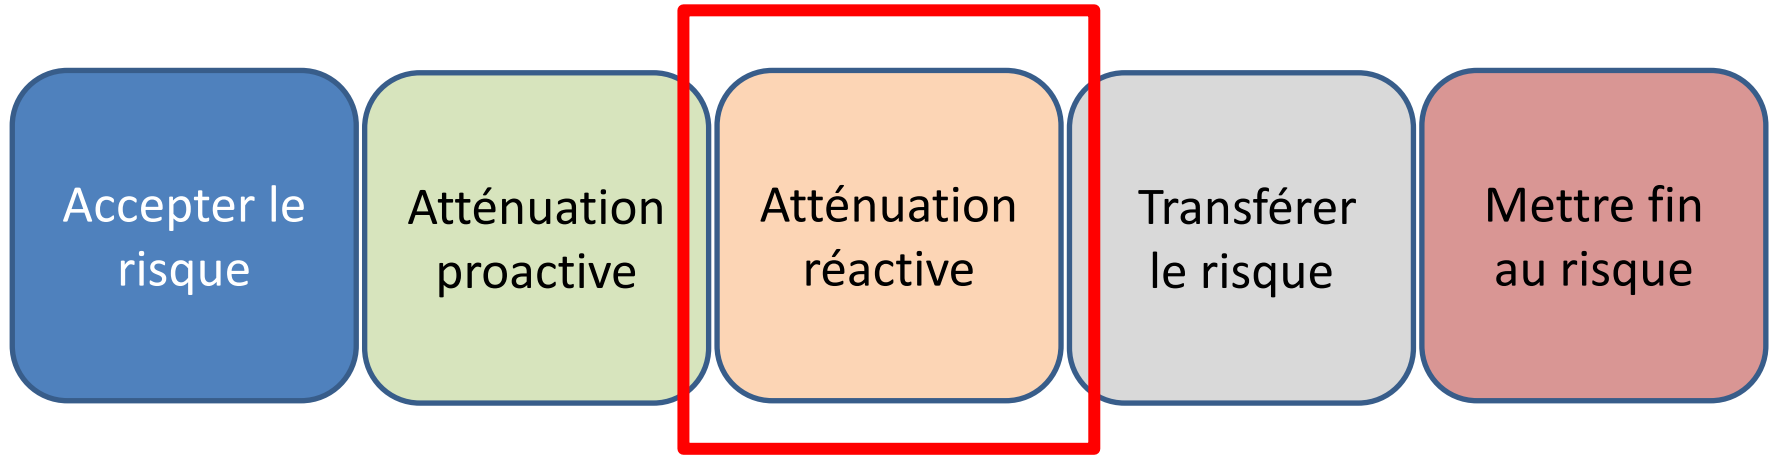 Accepter le
risque
Atténuation
proactive
Atténuation
réactive
Transférer
le risque
Mettre fin
au risque